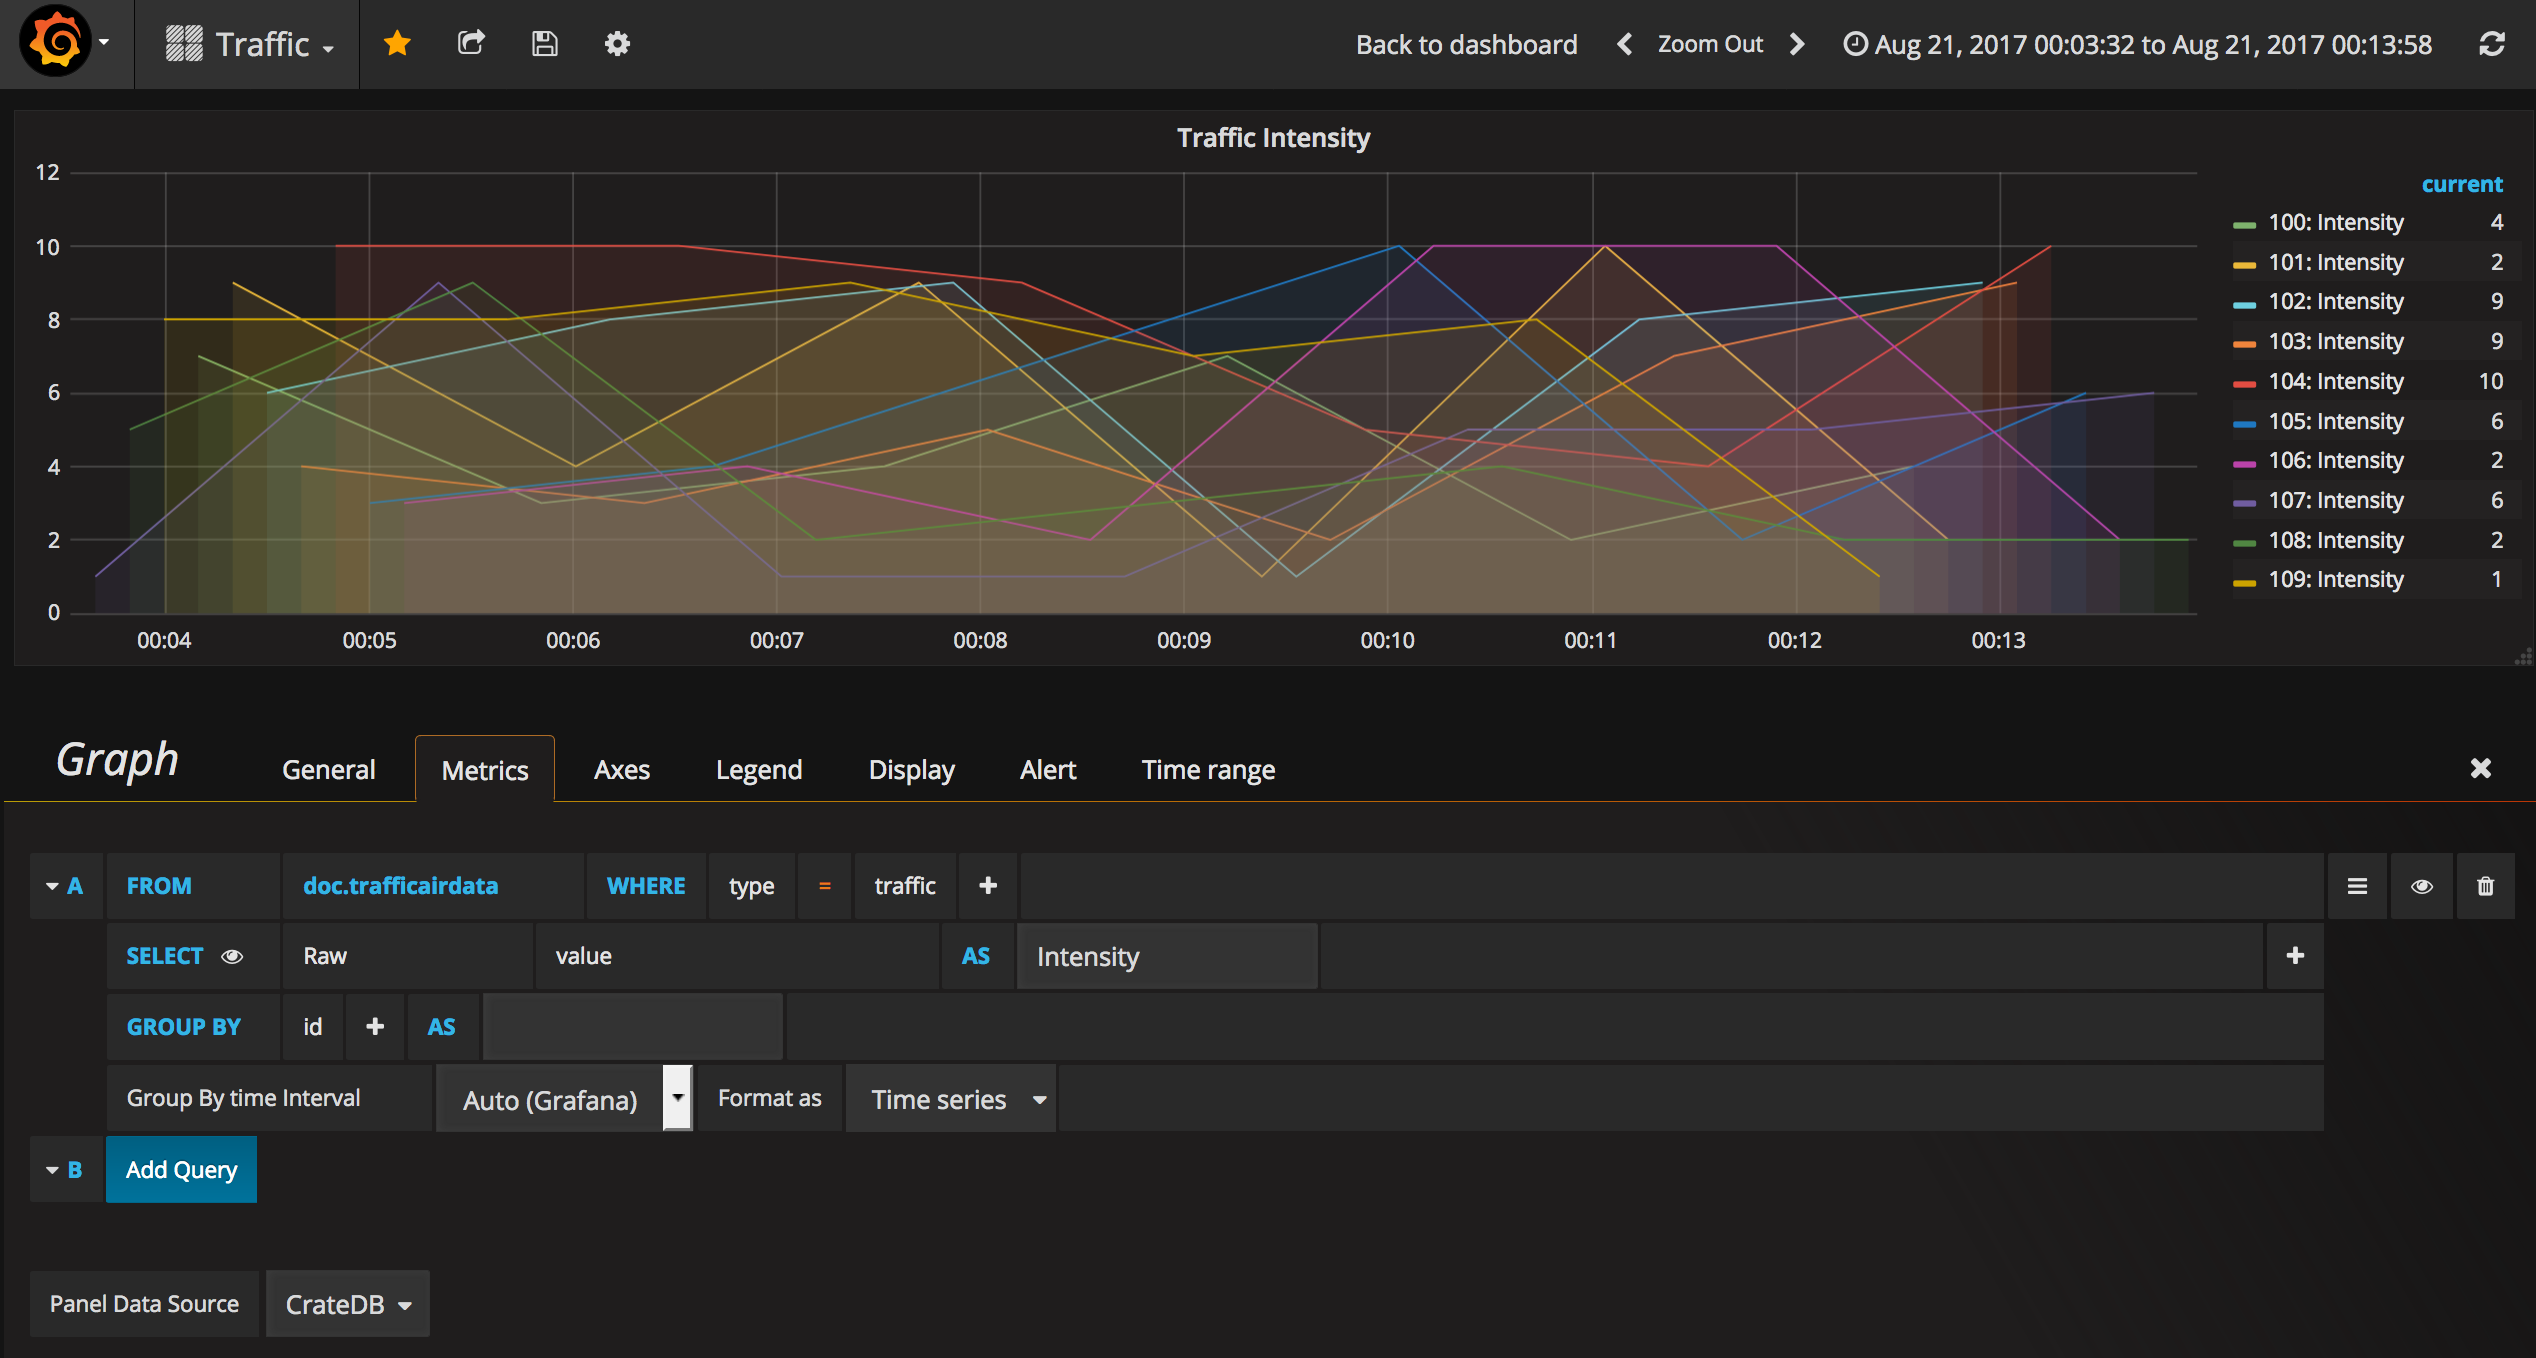 Traffic
Back to dashboard Zoom Out Aug 21, 2017 00:03:32 to Aug 21, 2017 00:13:58
Traffic Intensity
12
10
8
6
4
2
0
00:04 00:05 00:06 00:07 00:08 00:09 00:10 00:11 00:12 00:13
current
100: Intensity 4
101: Intensity 2
102: Intensity 9
103: Intensity 9
104: Intensity 10
105: Intensity 6
106: Intensity 2
107: Intensity 6
108: Intensity 2
109: Intensity 1
Graph General Metrics Axes Legend Display Alert Time range
A FROM doc.trafficairdata WHERE type = traffic +
SELECT Raw value AS Intensity +
GROUP BY id + AS
Group By time Interval Auto (Grafana) Format as Time series
B Add Query
Panel Data Source CrateDB